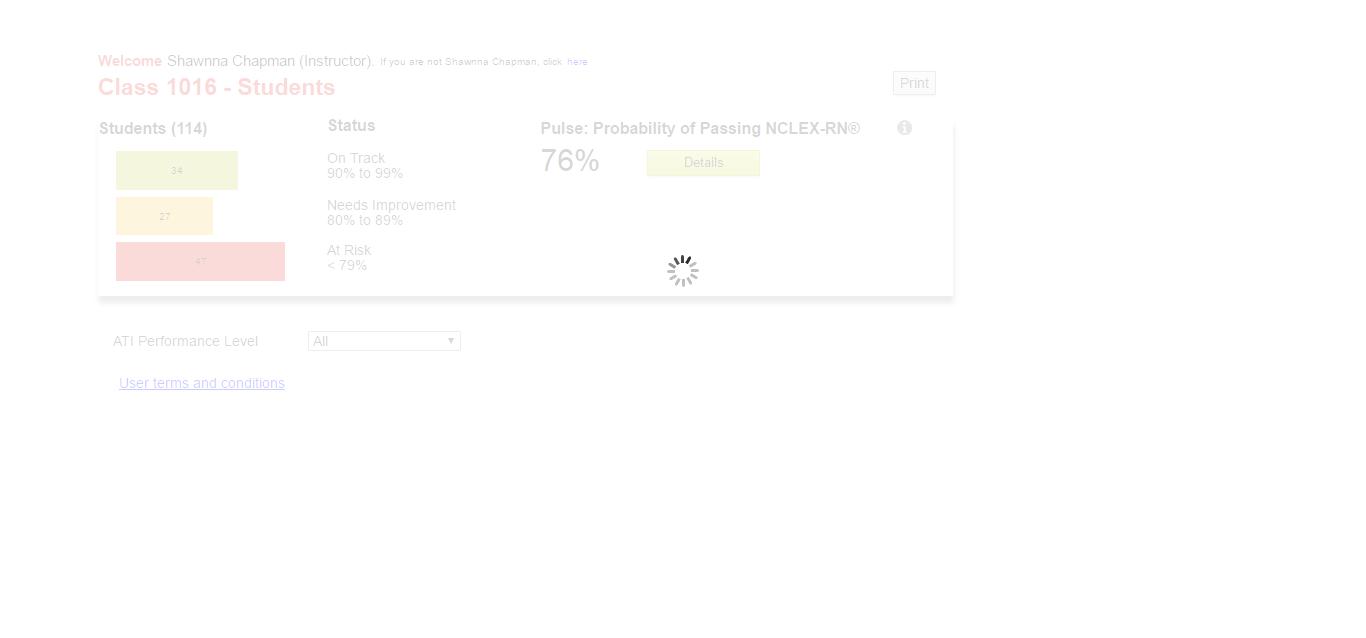 Welcome Shawnna Chapman (Instructor). If you are not Shawnna Chapman, click here
Class 1016 - Students
Print
Students (114)
Status
Pulse: Probability of Passing NCLEX-RN®
34
On Track
90% to 99%
76%
Details
27
Needs Improvement
80% to 89%
47
At Risk
< 79%
ATI Performance Level
All
User terms and conditions